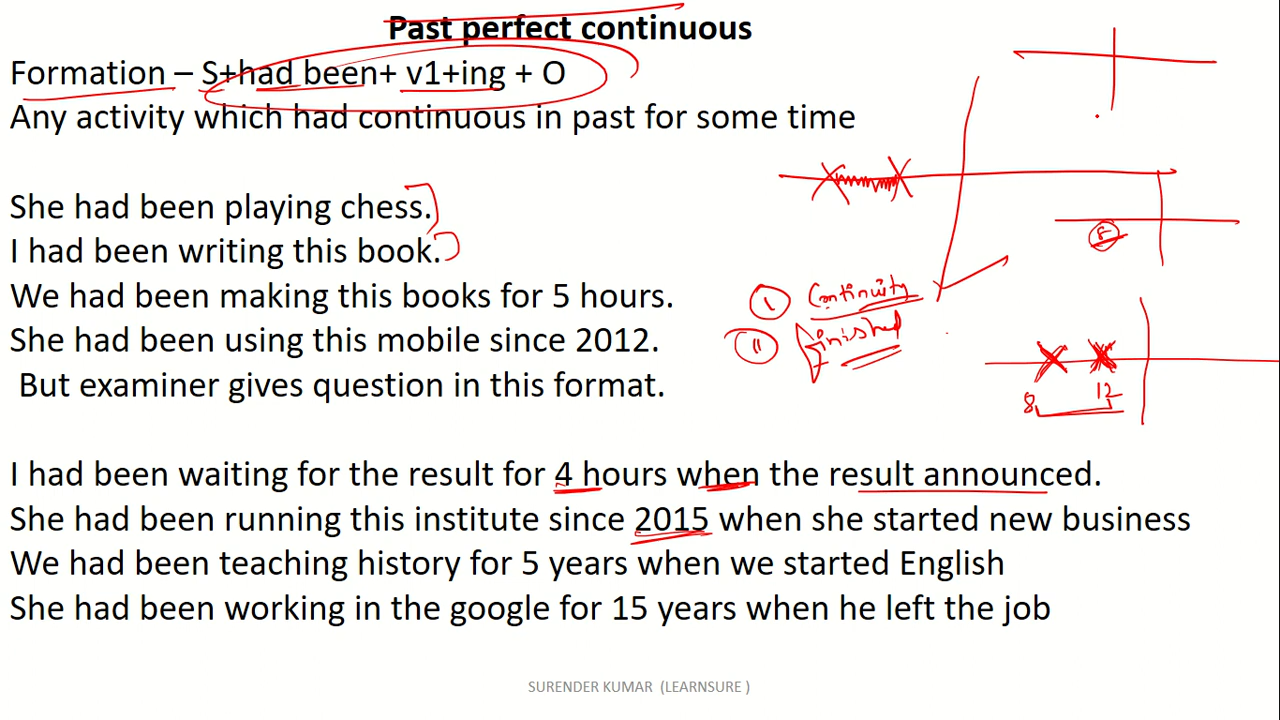 Past perfect continuous
Formation – S+had been+ v1+ing + O
Any activity which had continuous in past for some time
She had been playing chess.
I had been writing this book.
We had been making this books for 5 hours.
She had been using this mobile since 2012.
But examiner gives question in this format.
I had been waiting for the result for 4 hours when the result announced.
She had been running this institute since 2015 when she started new business
We had been teaching history for 5 years when we started English
She had been working in the google for 15 years when he left the job
I Continuity
II finished
8 12
SURENDER KUMAR (LEARNSURE )